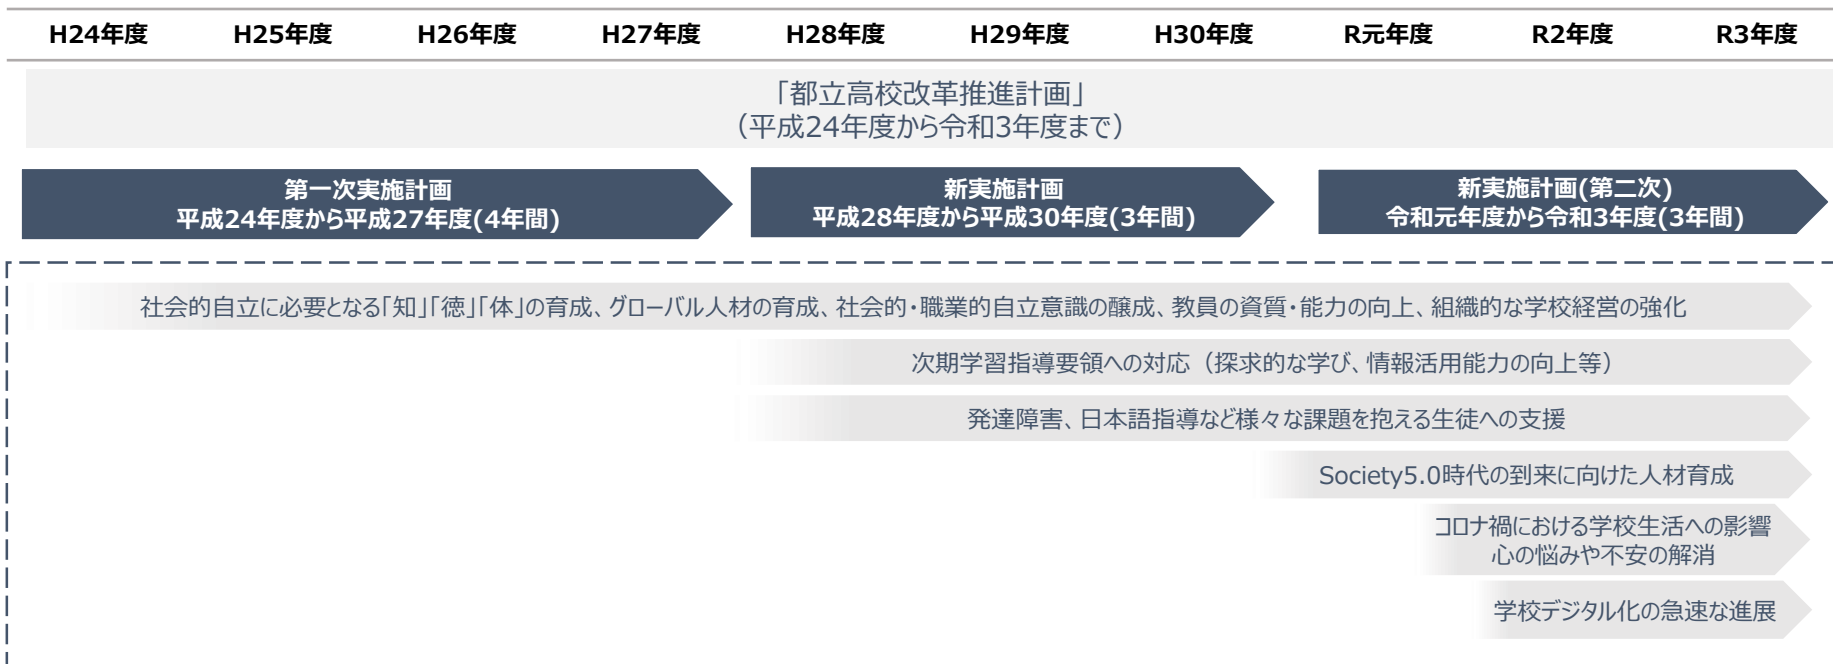 H24年度 H25年度 H26年度 H27年度 H28年度 H29年度 H30年度 R元年度 R2年度 R3年度
「都立高校改革推進計画」
（平成24年度から令和3年度まで）
第一次実施計画
平成24年度から平成27年度(4年間)
新実施計画
平成28年度から平成30年度(3年間)
新実施計画(第二次)
令和元年度から令和3年度(3年間)
社会的自立に必要となる「知」「徳」「体」の育成、グローバル人材の育成、社会的・職業的自立意識の醸成、教員の資質・能力の向上、組織的な学校経営の強化
次期学習指導要領への対応（探求的な学び、情報活用能力の向上等）
発達障害、日本語指導など様々な課題を抱える生徒への支援
Society5.0時代の到来に向けた人材育成
コロナ禍における学校生活への影響
心の悩みや不安の解消
学校デジタル化の急速な進展